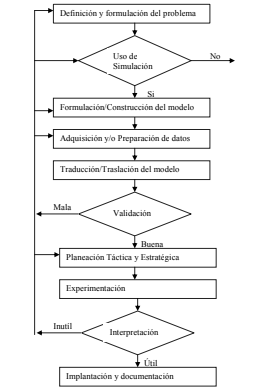 Definición y formulación del problema
Uso de
Simulación
No
Si
Formulación/Construcción del modelo
Adquisición y/o Preparación de datos
Traducción/Traslación del modelo
Mala
Validación
Buena
Planeación Táctica y Estratégica
Experimentación
Inutil
Interpretación
Útil
Implantación y documentación